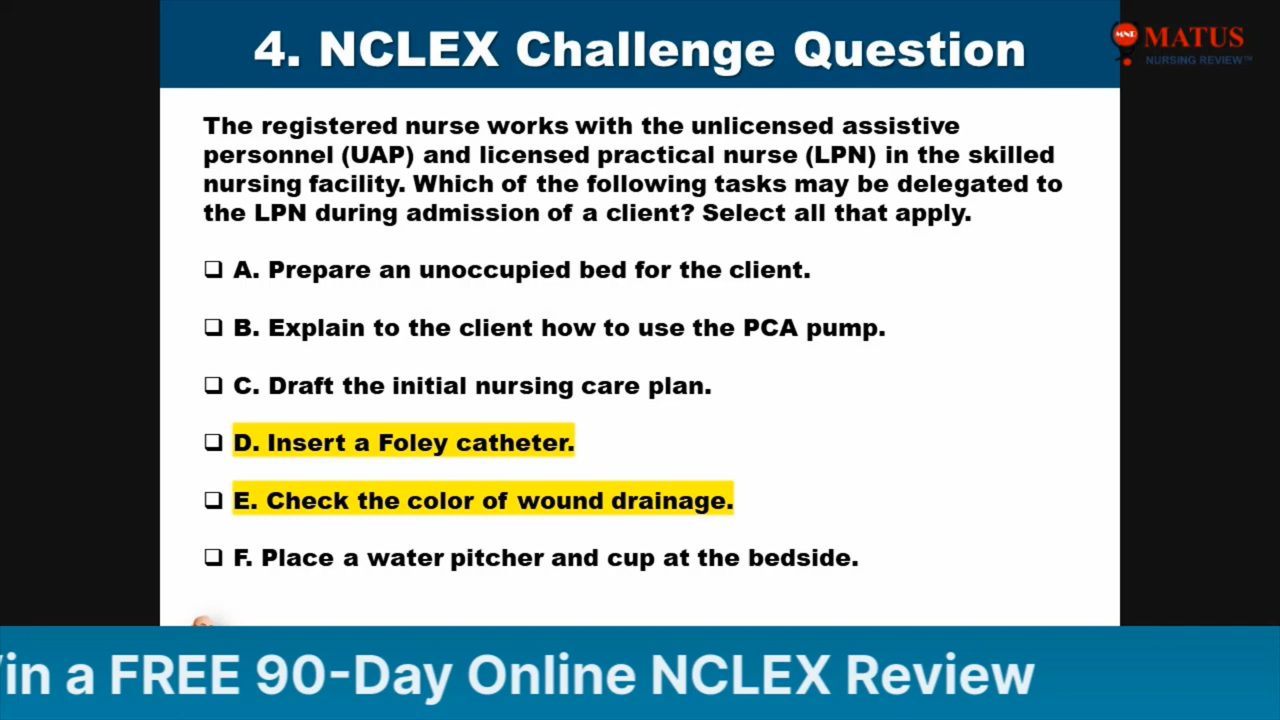 4. NCLEX Challenge Question
MNR MATUS
NURSING REVIEW™
The registered nurse works with the unlicensed assistive
personnel (UAP) and licensed practical nurse (LPN) in the skilled
nursing facility. Which of the following tasks may be delegated to
the LPN during admission of a client? Select all that apply.
A. Prepare an unoccupied bed for the client.
B. Explain to the client how to use the PCA pump.
C. Draft the initial nursing care plan.
D. Insert a Foley catheter.
E. Check the color of wound drainage.
F. Place a water pitcher and cup at the bedside.
in a FREE 90-Day Online NCLEX Review